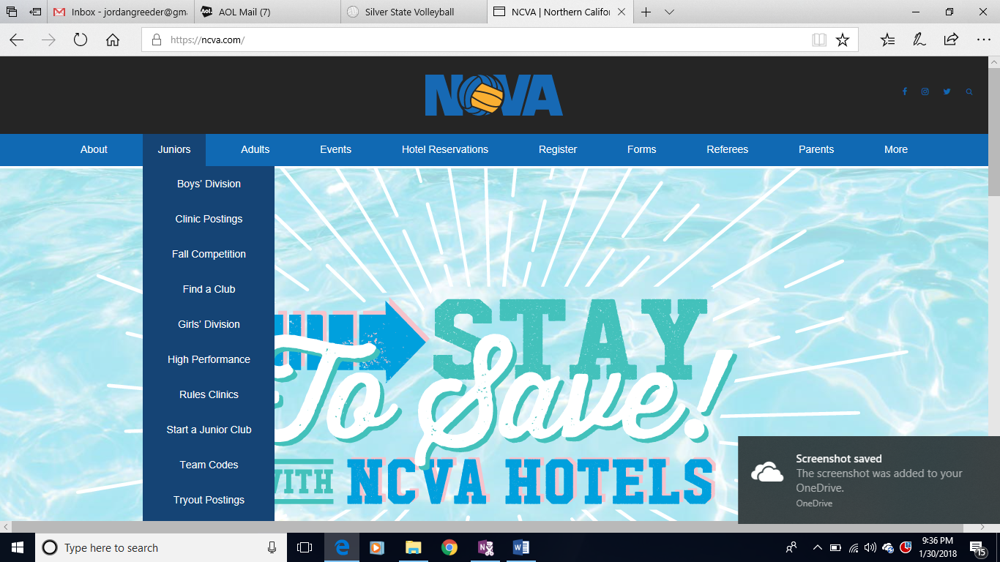 Inbox - jordangreeder@gm
AOL Mail (7)
Silver State Volleyball
NCVA | Northern Califor
https://ncva.com/
NCVA
About
Juniors
Adults
Events
Hotel Reservations
Register
Forms
Referees
Parents
More
Boys’ Division
Clinic Postings
Fall Competition
Find a Club
Girls’ Division
High Performance
Rules Clinics
Start a Junior Club
Team Codes
Tryout Postings
STAY
To Save!
WITH NCVA HOTELS
Screenshot saved
The screenshot was added to your
OneDrive.
OneDrive
Type here to search
9:36 PM
1/30/2018
15